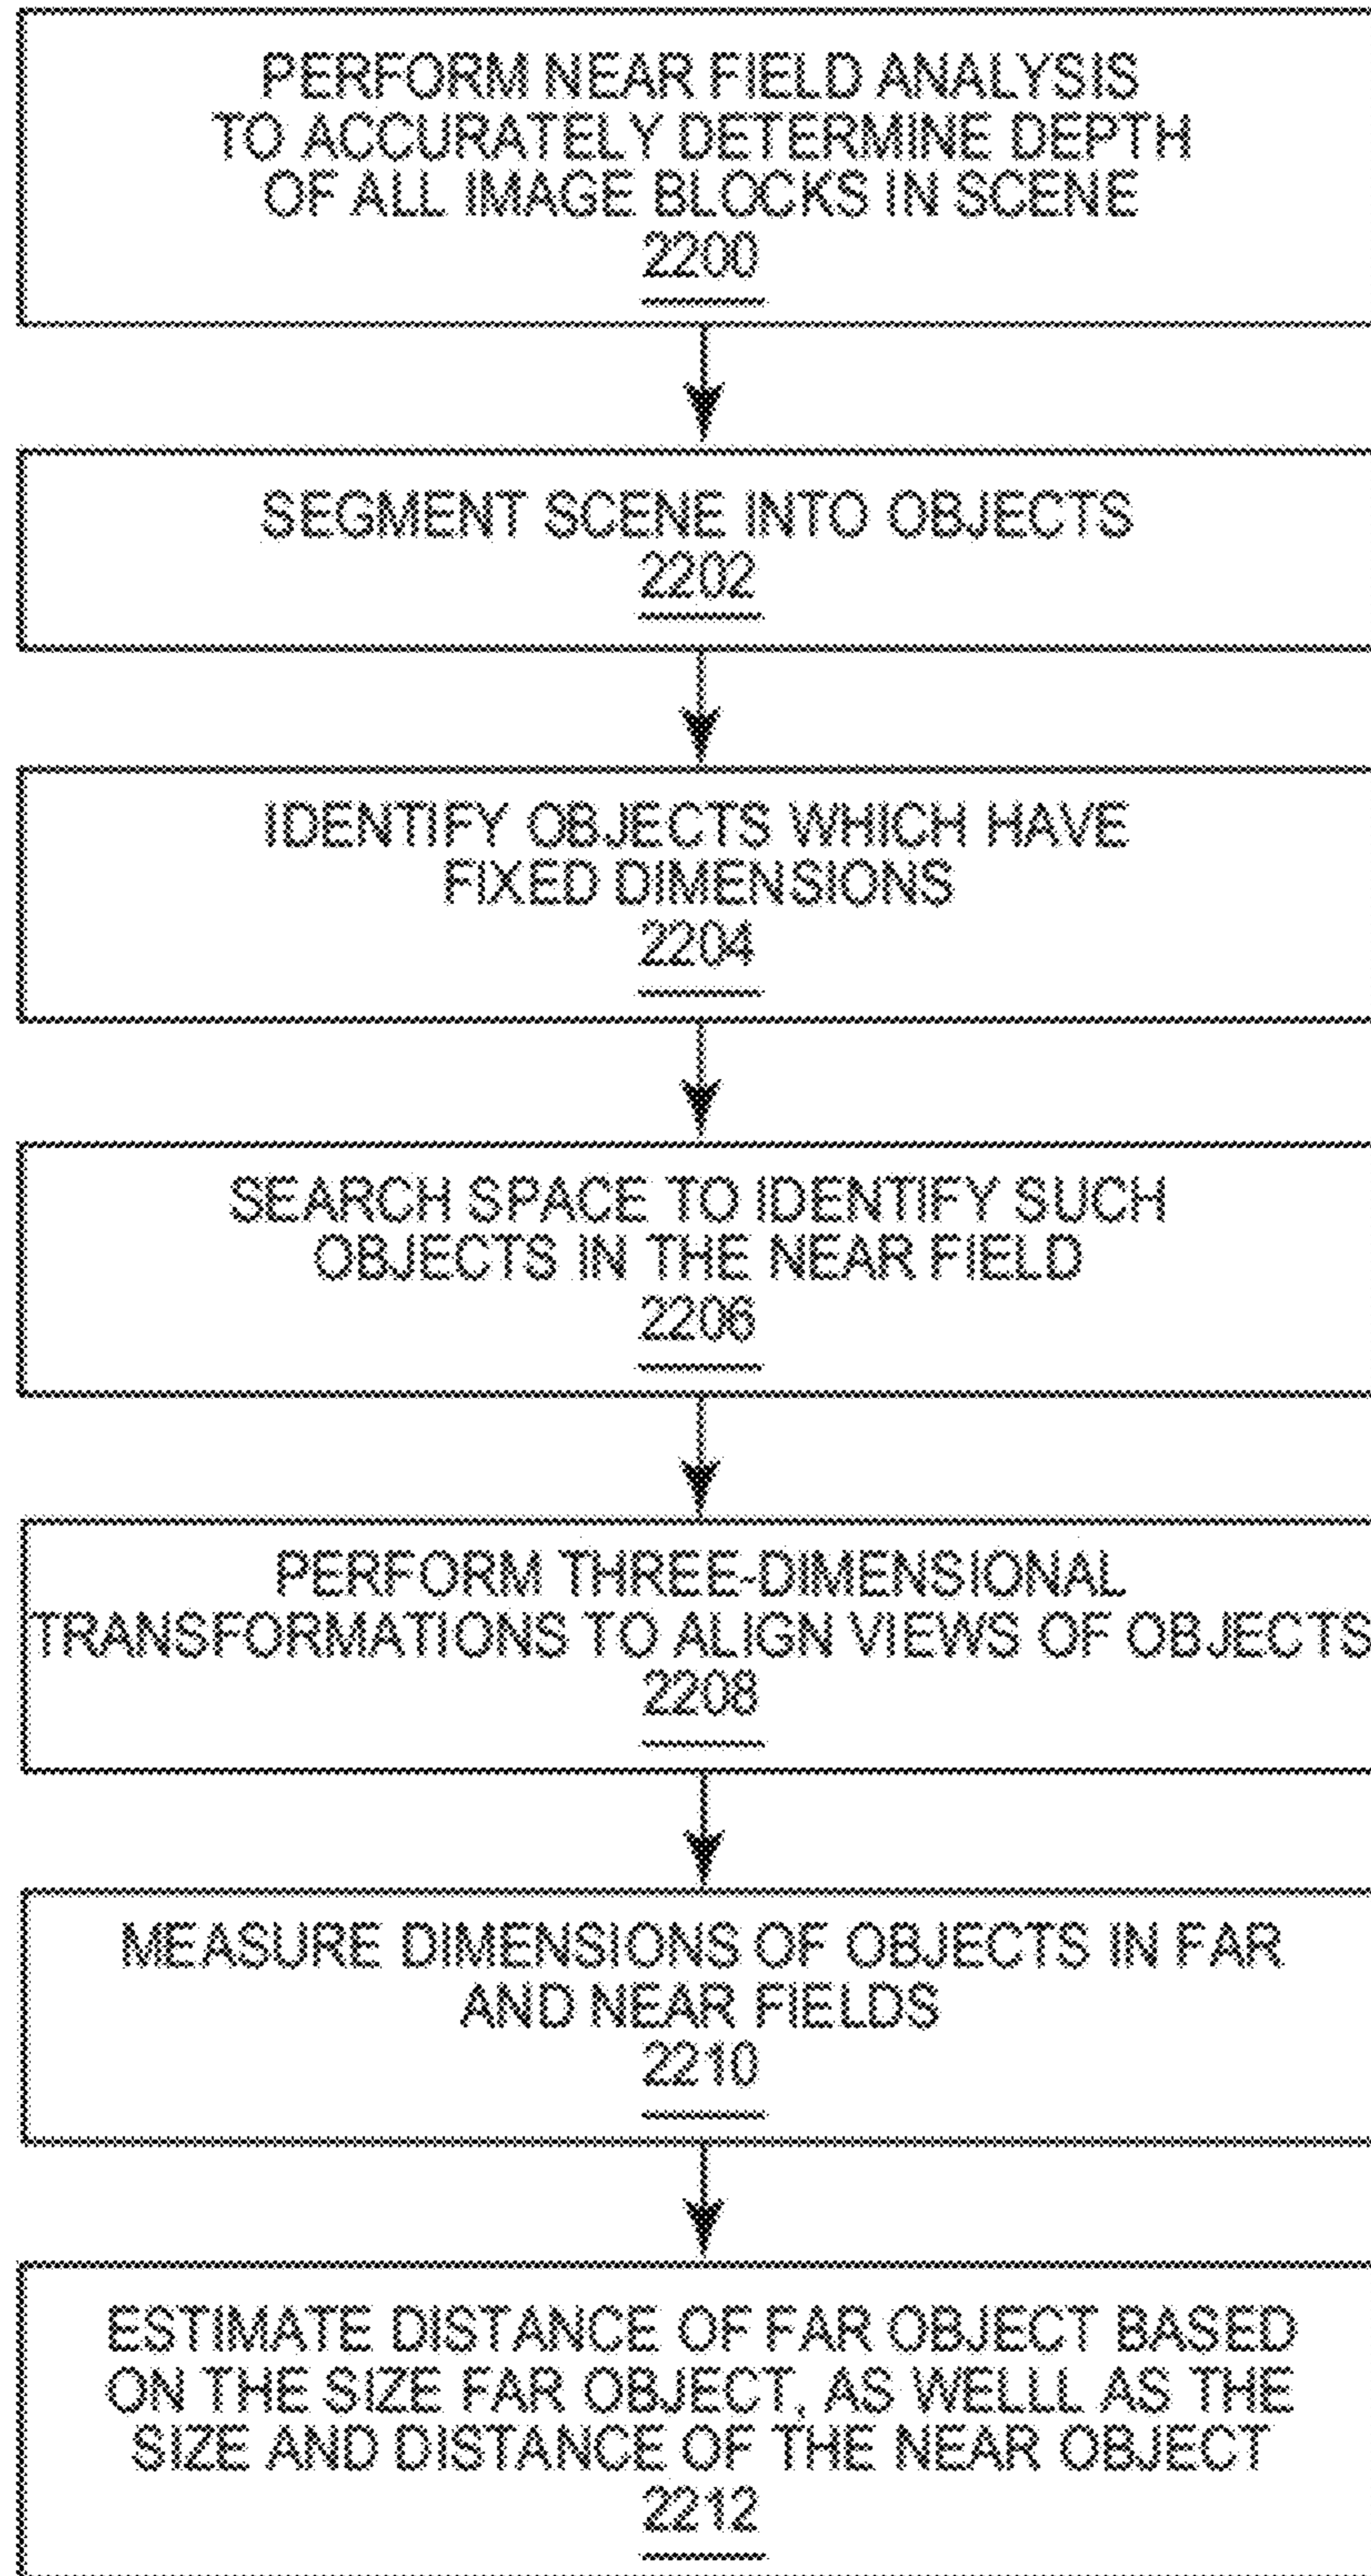 PERFORM NEAR FIELD ANALYSIS
TO ACCURATELY DETERMINE DEPTH
OF ALL IMAGE BLOCKS IN SCENE
2200
SEGMENT SCENE INTO OBJECTS
2202
IDENTIFY OBJECTS WHICH HAVE
FIXED DIMENSIONS
2204
SEARCH SPACE TO IDENTIFY SUCH
OBJECTS IN THE NEAR FIELD
2206
PERFORM THREE-DIMENSIONAL
TRANSFORMATIONS TO ALIGN VIEWS OF OBJECTS
2208
MEASURE DIMENSIONS OF OBJECTS IN FAR
AND NEAR FIELDS
2210
ESTIMATE DISTANCE OF FAR OBJECT BASED
ON THE SIZE FAR OBJECT, AS WELLL AS THE
SIZE AND DISTANCE OF THE NEAR OBJECT
2212